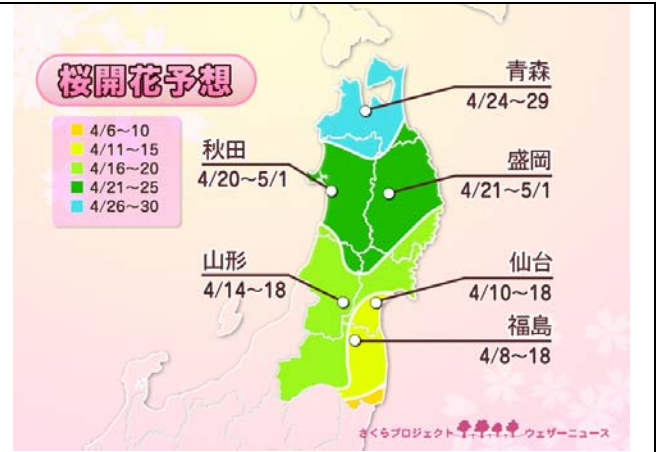 桜開花予想
4/6～10
4/11～15
4/16～20
4/21～25
4/26～30
青森
4/24～29
秋田
4/20～5/1
盛岡
4/21～5/1
山形
4/14～18
仙台
4/10～18
福島
4/8～18
さくらプロジェクト ウェザーニュース